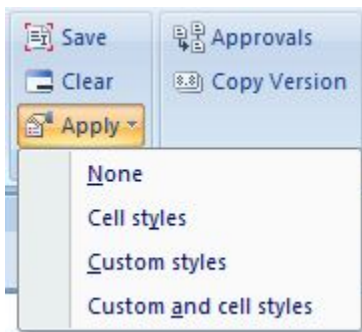 Save
Approvals
Clear
Copy Version
Apply
None
Cell styles
Custom styles
Custom and cell styles